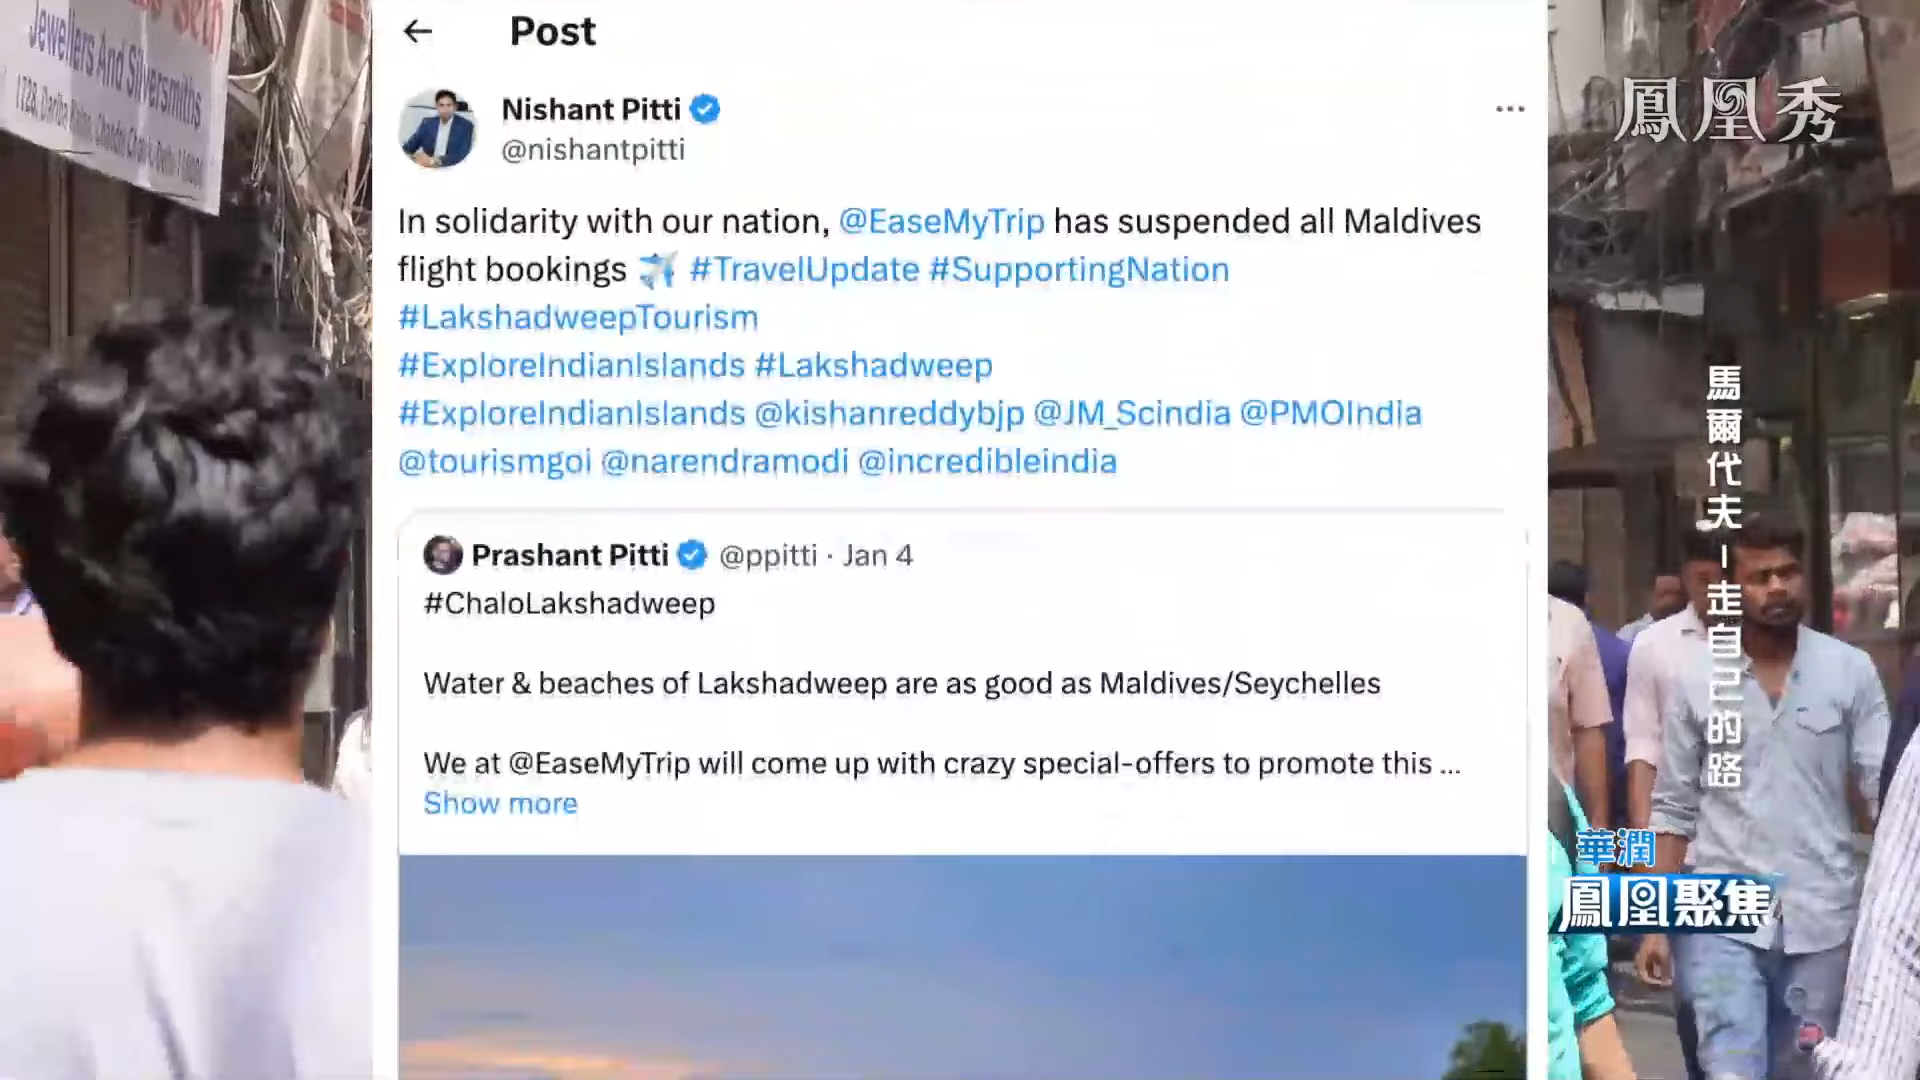 Jewellers And Silversmiths
Post
Nishant Pitti
@nishantpitti
In solidarity with our nation, @EaseMyTrip has suspended all Maldives
flight bookings ✈️ #TravelUpdate #SupportingNation
#LakshadweepTourism
#ExploreIndianIslands #Lakshadweep
#ExploreIndianIslands @kishanreddybjp @JM_Scindia @PMOIndia
@tourismgoi @narendramodi @incredibleindia
Prashant Pitti @ppitti · Jan 4
#ChaloLakshadweep
Water & beaches of Lakshadweep are as good as Maldives/Seychelles
We at @EaseMyTrip will come up with crazy special-offers to promote this ...
Show more
鳳凰秀
馬爾代夫－走自己的路
華潤
鳳凰聚焦